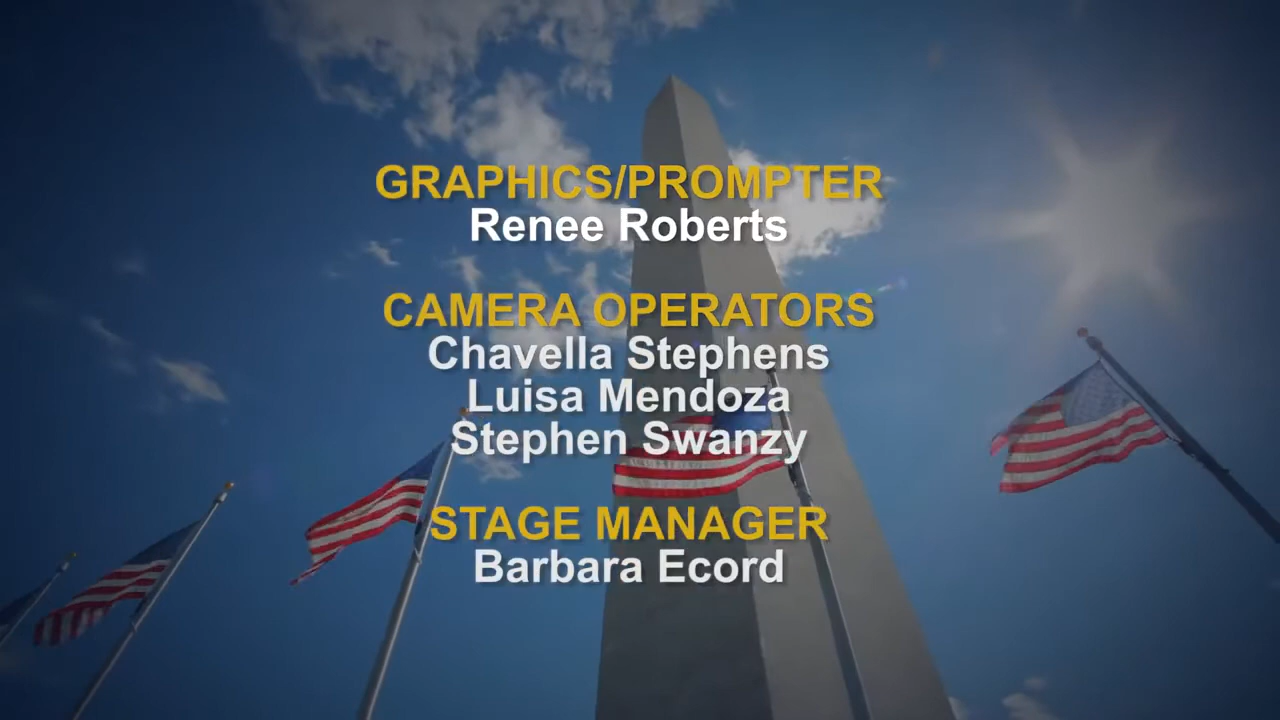 GRAPHICS/PROMPTER
Renee Roberts
CAMERA OPERATORS
Chavella Stephens
Luisa Mendoza
Stephen Swanzy
STAGE MANAGER
Barbara Ecord